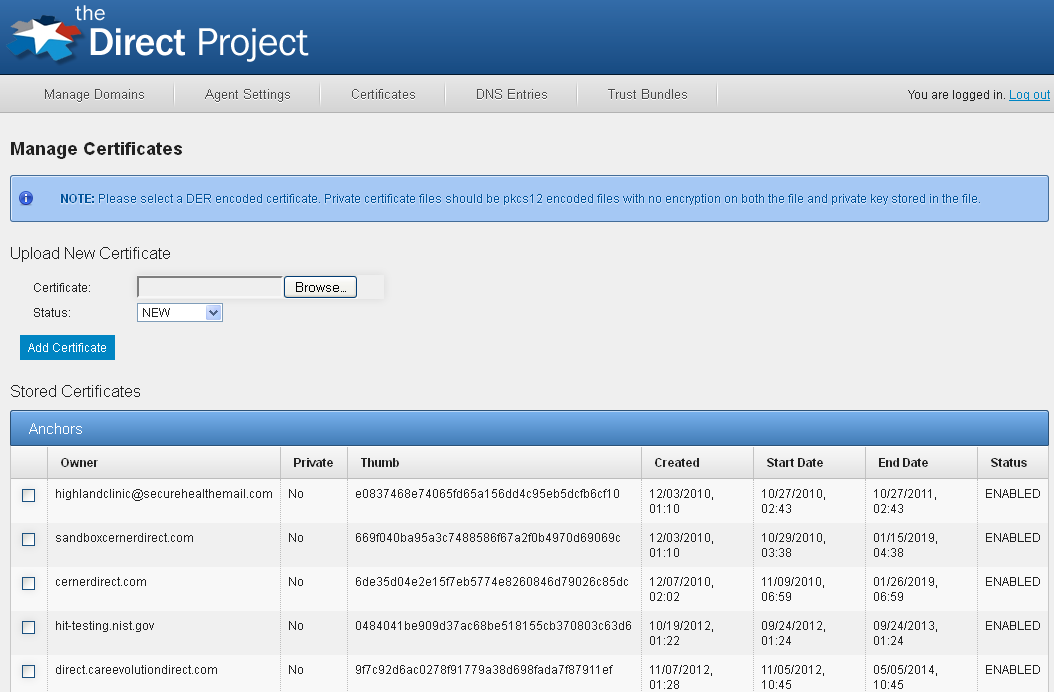 the
Direct Project
Manage Domains Agent Settings Certificates DNS Entries Trust Bundles You are logged in. Log out
Manage Certificates
NOTE: Please select a DER encoded certificate. Private certificate files should be pkcs12 encoded files with no encryption on both the file and private key stored in the file.
Upload New Certificate
Certificate: Browse...
Status: NEW
Add Certificate
Stored Certificates
Anchors
Owner Private Thumb Created Start Date End Date Status
highlandclinic@securehealthemail.com No e0837468e74065fd65a156dd4c95eb5dcfb6cf10 12/03/2010, 10/27/2010, 10/27/2011, ENABLED
01:10 02:43 02:43
sandboxcernerdirect.com No 669f040ba95a3c7488586f67a2f0b4970d69069c 12/03/2010, 10/29/2010, 01/15/2019, ENABLED
01:10 03:38 04:38
cernerdirect.com No 6de35d04e2e15f7eb5774e8260846d79026c85dc 12/07/2010, 11/09/2010, 01/26/2019, ENABLED
02:02 06:59 06:59
hit-testing.nist.gov No 0484041be909d37ac68be518155cb370803c63d6 10/19/2012, 09/24/2012, 09/24/2013, ENABLED
01:22 01:24 01:24
direct.careevolutiondirect.com No 9f7c92d6ac0278f91779a38d698fada7f87911ef 11/07/2012, 11/05/2012, 05/05/2014, ENABLED
01:28 10:45 10:45